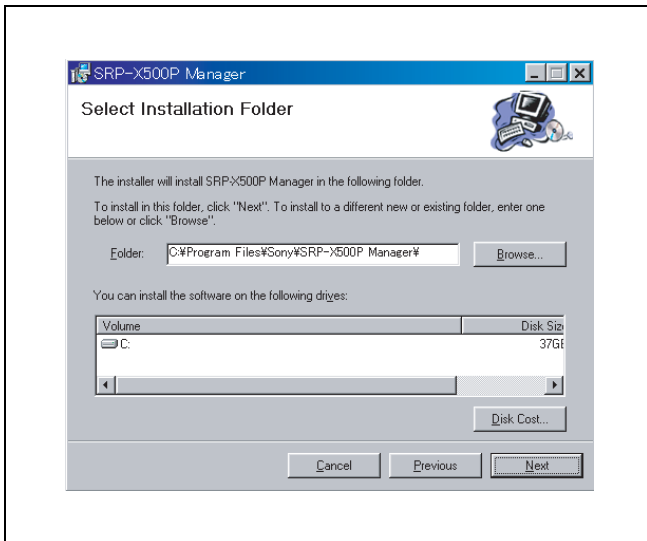 SRP-X500P Manager
Select Installation Folder
The installer will install SRP-X500P Manager in the following folder.
To install in this folder, click "Next". To install to a different new or existing folder, enter one
below or click "Browse".
Folder: C:¥Program Files¥Sony¥SRP-X500P Manager¥ Browse...
You can install the software on the following drives:
Volume Disk Siz
C: 37GB
Disk Cost...
Cancel Previous Next